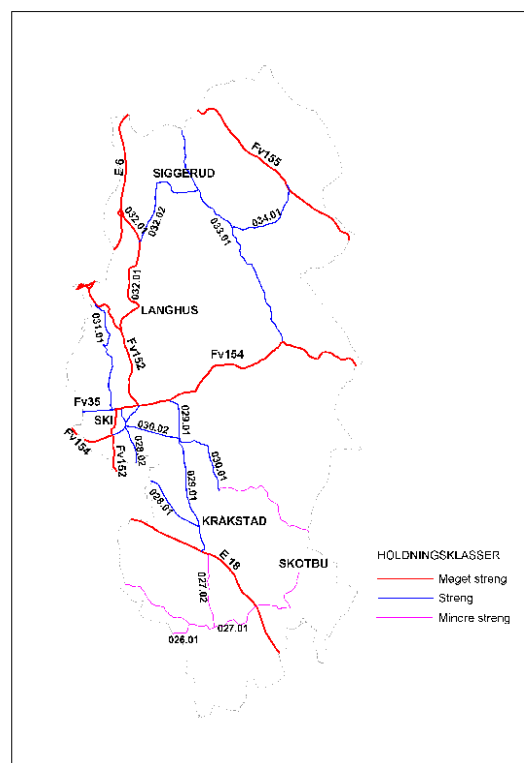 Fv155
E 6
SIGGERUD
032.01
032.02
033.01
034.01
032.01
LANGHUS
031.01
Fv152
Fv154
Fv35
SKI
030.02
029.01
Fv154
Fv152
028.02
030.01
029.01
028.01
KRÅKSTAD
E 18
SKOTBU
027.02
026.01
027.01
HOLDNINGSKLASSER
Meget streng
Streng
Mindre streng